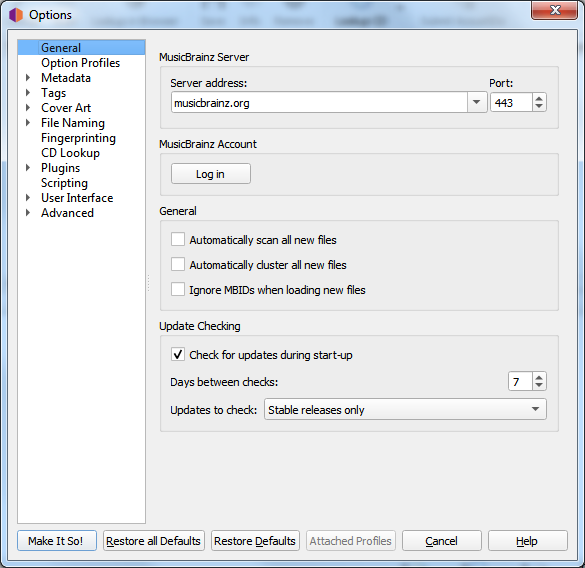 Options
General
Option Profiles
Metadata
Tags
Cover Art
File Naming
Fingerprinting
CD Lookup
Plugins
Scripting
User Interface
Advanced
MusicBrainz Server
Server address: Port:
musicbrainz.org 443
MusicBrainz Account
Log in
General
Automatically scan all new files
Automatically cluster all new files
Ignore MBIDs when loading new files
Update Checking
Check for updates during start-up
Days between checks: 7
Updates to check: Stable releases only
Make It So! Restore all Defaults Restore Defaults Attached Profiles Cancel Help